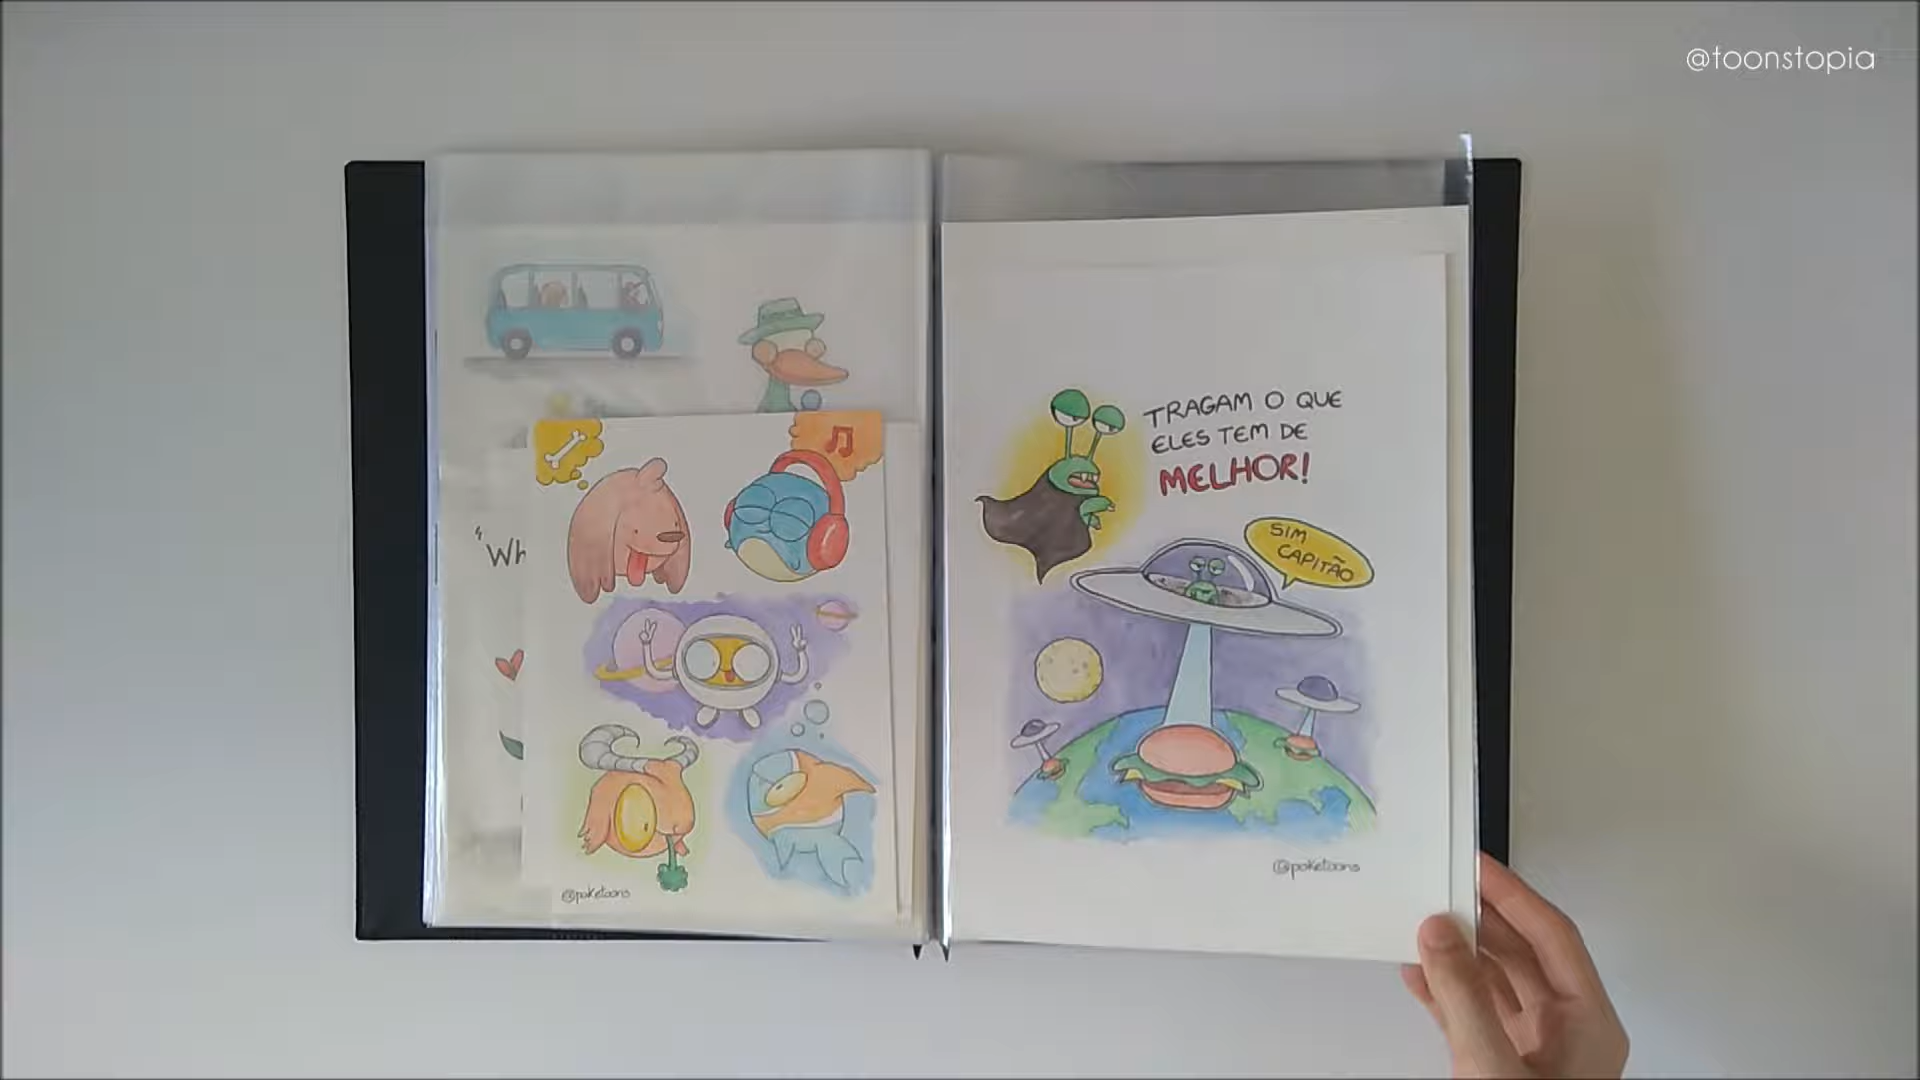 @toonstopia
"Wh
@poketoons
TRAGAM O QUE
ELES TEM DE
MELHOR!
SIM
CAPITÃO
@poketoons